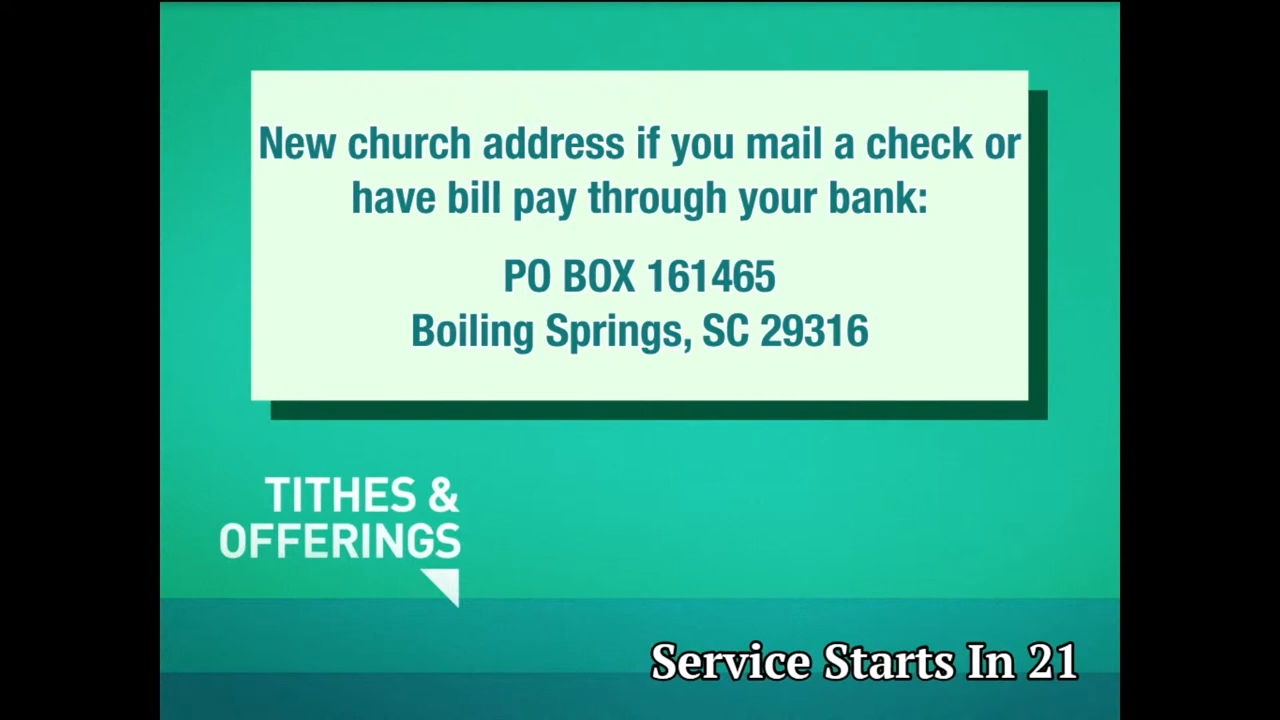 New church address if you mail a check or
have bill pay through your bank:
PO BOX 161465
Boiling Springs, SC 29316
TITHES &
OFFERINGS
Service Starts In 21